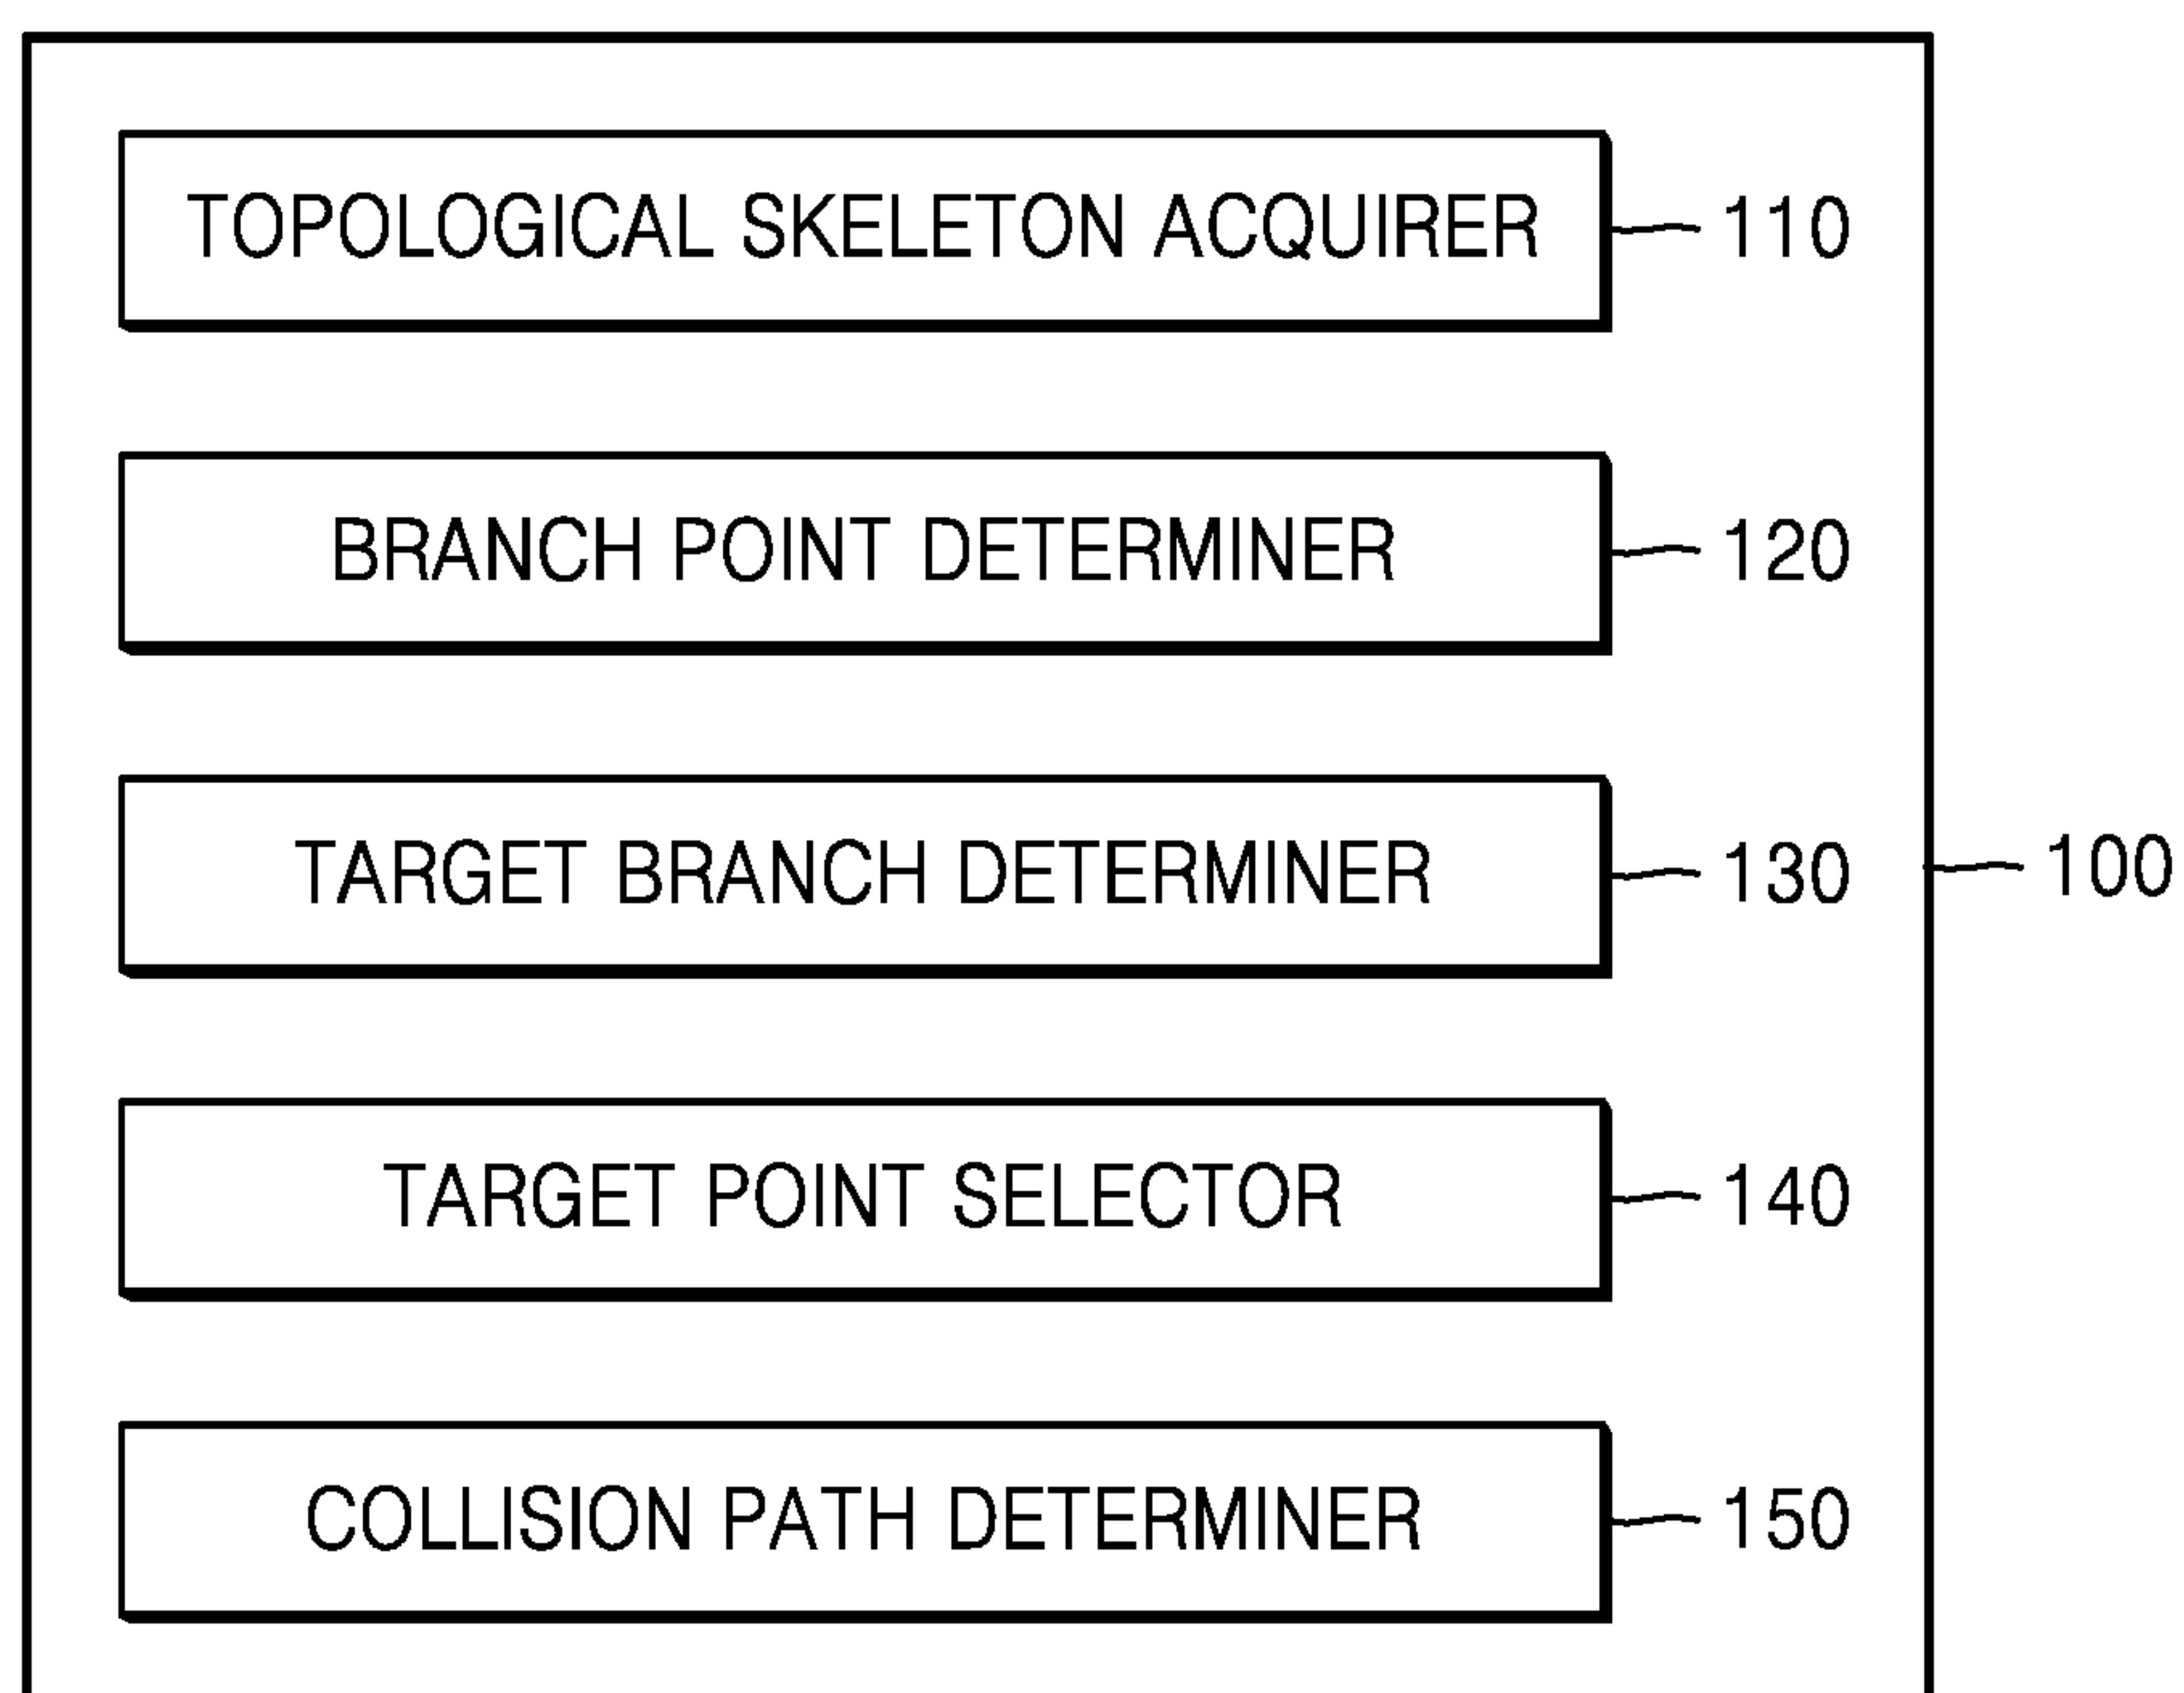 TOPOLOGICAL SKELETON ACQUIRER 110
BRANCH POINT DETERMINER 120
TARGET BRANCH DETERMINER 130
100
TARGET POINT SELECTOR 140
COLLISION PATH DETERMINER 150